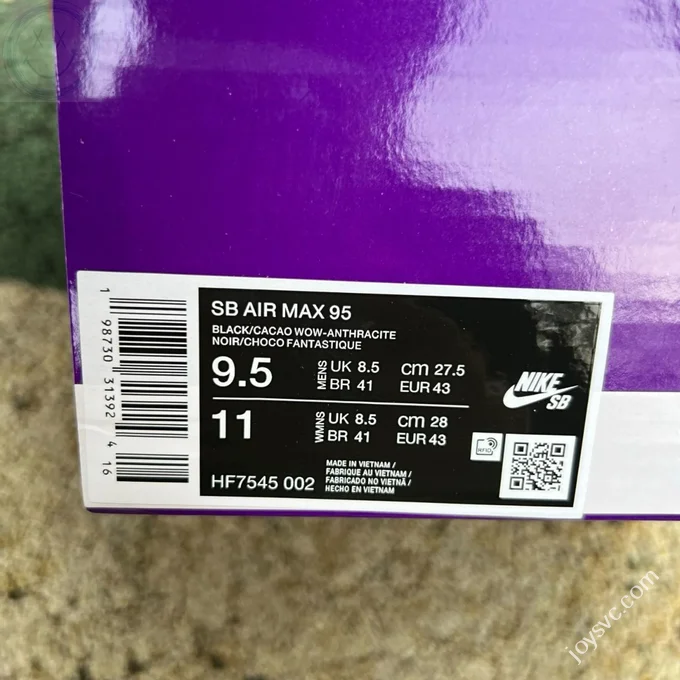 SB AIR MAX 95
BLACK/CACAO WOW-ANTHRACITE
NOIR/CHOCO FANTASTIQUE
9.5 MENS UK 8.5 CM 27.5
BR 41 EUR 43
11 WMNS UK 8.5 CM 28
BR 41 EUR 43
HF7545 002
MADE IN VIETNAM /
FABRIQUE AU VIETNAM /
FABRICADO NO VIETNÃ /
HECHO EN VIETNAM
1 98730 31392 4 16
NIKE
SB
RFID
joysvc.com